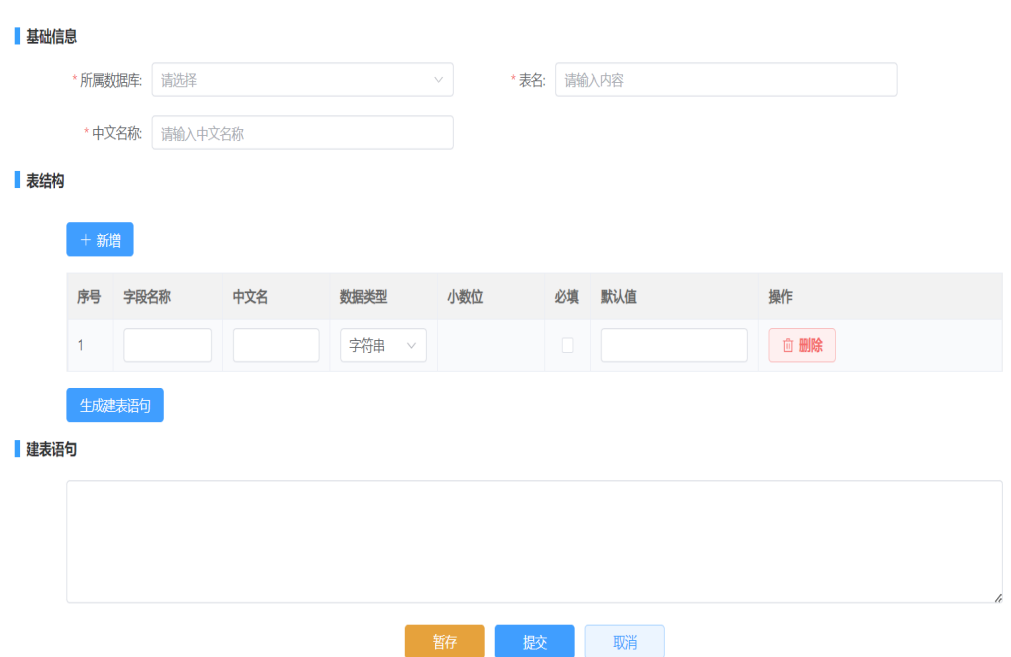 基础信息
* 所属数据库: 请选择 * 表名: 请输入内容
* 中文名称: 请输入中文名称
表结构
+ 新增
序号 字段名称 中文名 数据类型 小数位 必填 默认值 操作
1 字符串 删除
生成建表语句
建表语句
暂存 提交 取消